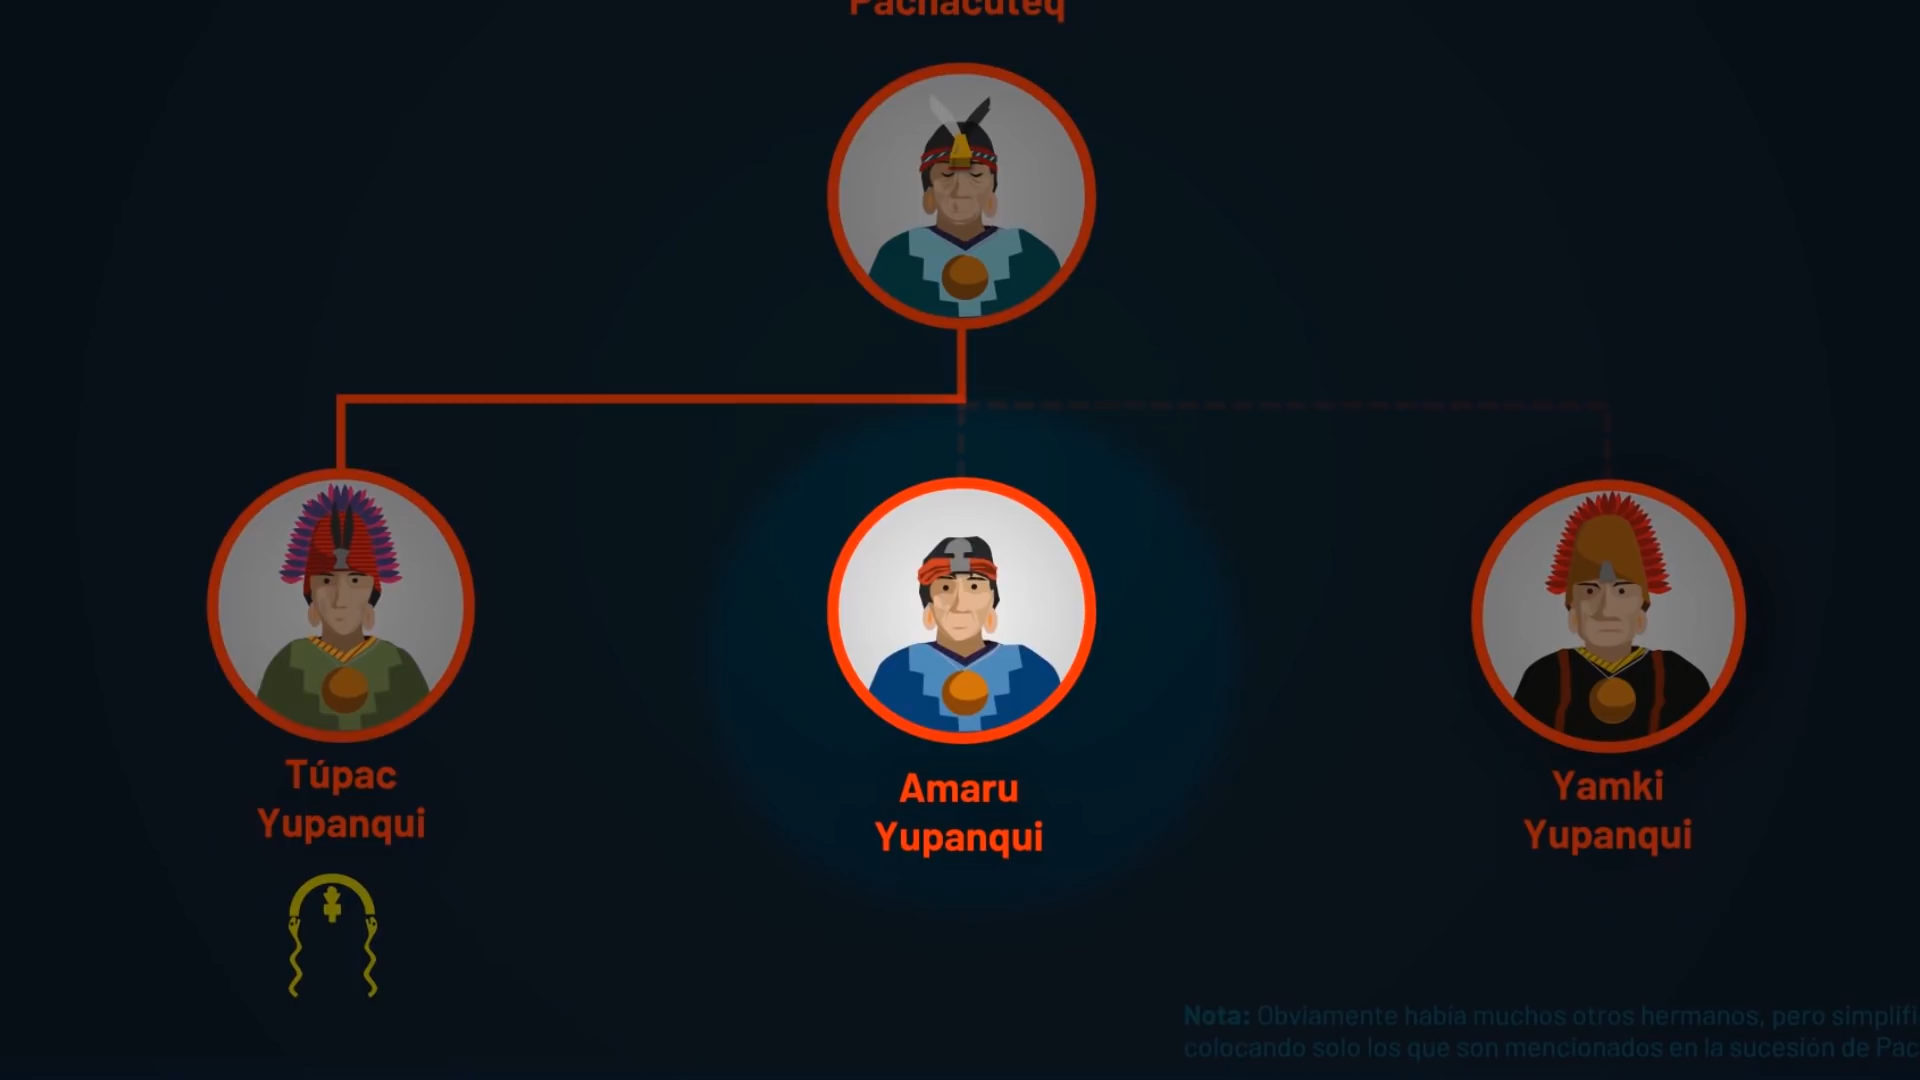 Pachacuteq
Túpac
Yupanqui
Amaru
Yupanqui
Yamki
Yupanqui
Nota: Obviamente había muchos otros hermanos, pero simplifi
colocando solo los que son mencionados en la sucesión de Pac